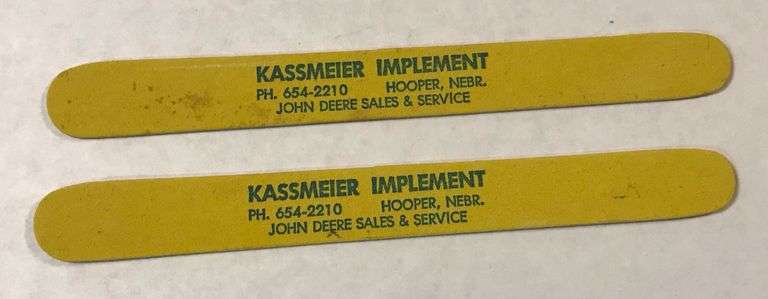 KASSMEIER IMPLEMENT
PH. 654-2210 HOOPER, NEBR.
JOHN DEERE SALES & SERVICE
KASSMEIER IMPLEMENT
PH. 654-2210 HOOPER, NEBR.
JOHN DEERE SALES & SERVICE